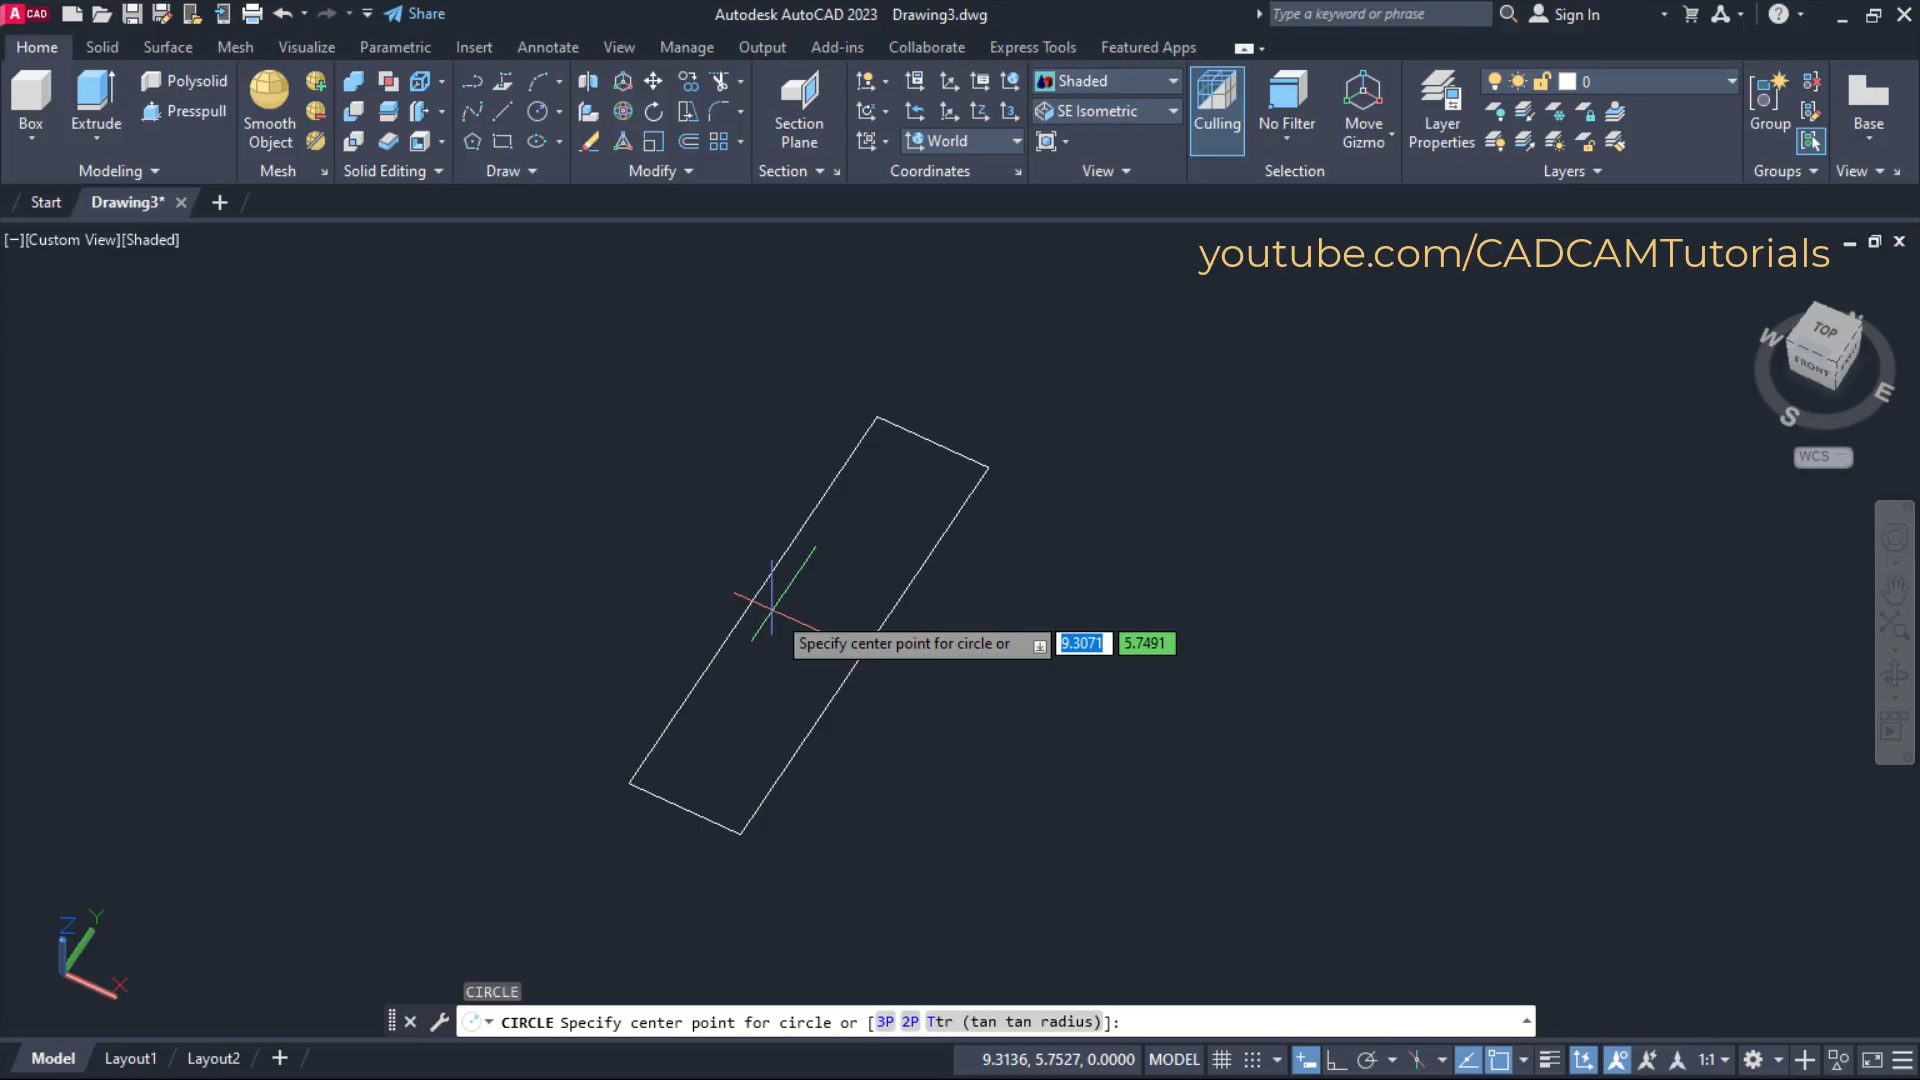 A CAD Share Autodesk AutoCAD 2023 Drawing3.dwg Type a keyword or phrase Sign In
Home Solid Surface Mesh Visualize Parametric Insert Annotate View Manage Output Add-ins Collaborate Express Tools Featured Apps
Box Extrude Polysolid Presspull Smooth Object Section Plane World Shaded SE Isometric Culling No Filter Move Gizmo Layer Properties 0 Group Base
Modeling Mesh Solid Editing Draw Modify Section Coordinates View Selection Layers Groups View
Start Drawing3* +
[−][Custom View][Shaded]
youtube.com/CADCAMTutorials
TOP FRONT N W S E
WCS
Specify center point for circle or 9.3071 5.7491
Z Y X
CIRCLE
CIRCLE Specify center point for circle or [3P 2P Ttr (tan tan radius)]:
Model Layout1 Layout2 + 9.3136, 5.7527, 0.0000 MODEL 1:1